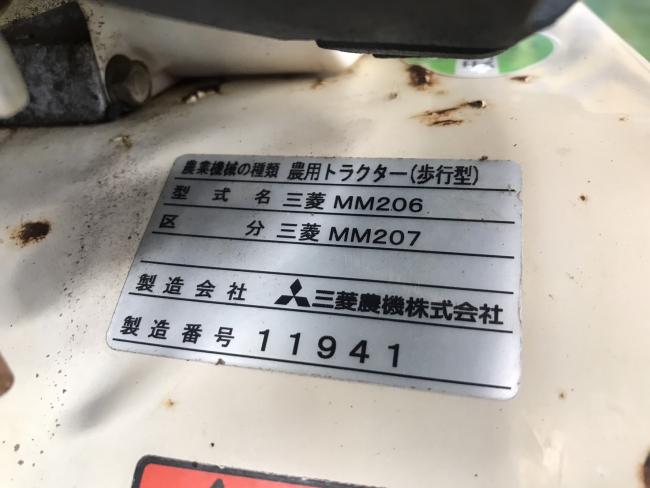 農業機械の種類 農用トラクター(歩行型)
型式名 三菱 MM206
区分 三菱 MM207
製造会社 三菱農機株式会社
製造番号 11941